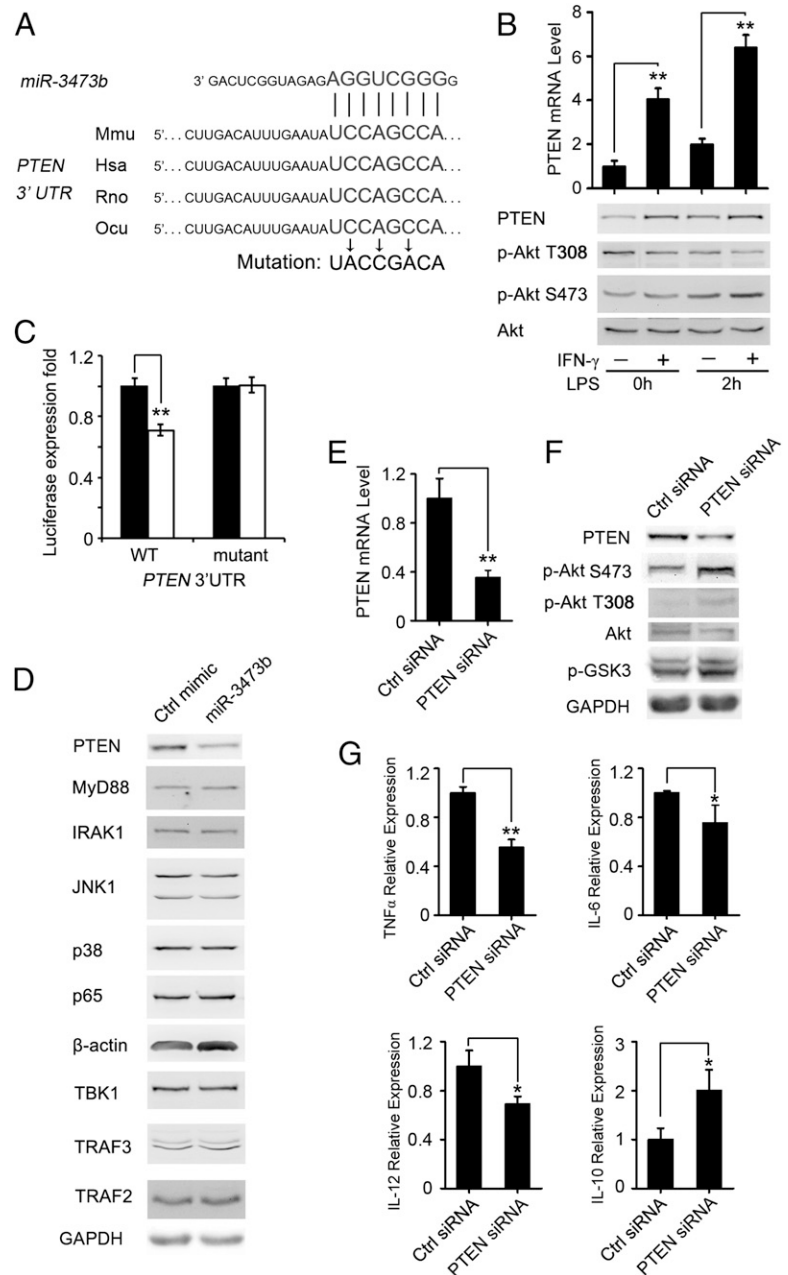 A
miR-3473b 3' GACUCGGUAGAGAGGUCGGGG
Mmu 5'... CUUGACAUUUGAAUAUCCAGCCA...
PTEN 3' UTR
Hsa 5'... CUUGACAUUUGAAUAUCCAGCCA...
Rno 5'... CUUGACAUUUGAAUAUCCAGCCA...
Ocu 5'... CUUGACAUUUGAAUAUCCAGCCA...
Mutation: UACCGACA
B
PTEN mRNA Level
8
6
4
2
0
**
**
PTEN
p-Akt T308
p-Akt S473
Akt
IFN-γ — + — +
LPS 0h 2h
C
Luciferase expression fold
1.2
0.8
0.4
0
**
WT mutant
PTEN 3'UTR
D
Ctrl mimic
miR-3473b
PTEN
MyD88
IRAK1
JNK1
p38
p65
β-actin
TBK1
TRAF3
TRAF2
GAPDH
E
PTEN mRNA Level
1.2
0.8
0.4
0
**
Ctrl siRNA
PTEN siRNA
F
Ctrl siRNA
PTEN siRNA
PTEN
p-Akt S473
p-Akt T308
Akt
p-GSK3
GAPDH
G
TNFα Relative Expression
1.2
0.8
0.4
0
**
Ctrl siRNA
PTEN siRNA
IL-6 Relative Expression
1.2
0.8
0.4
0
*
Ctrl siRNA
PTEN siRNA
IL-12 Relative Expression
1.2
0.8
0.4
0
*
Ctrl siRNA
PTEN siRNA
IL-10 Relative Expression
3
2
1
0
*
Ctrl siRNA
PTEN siRNA